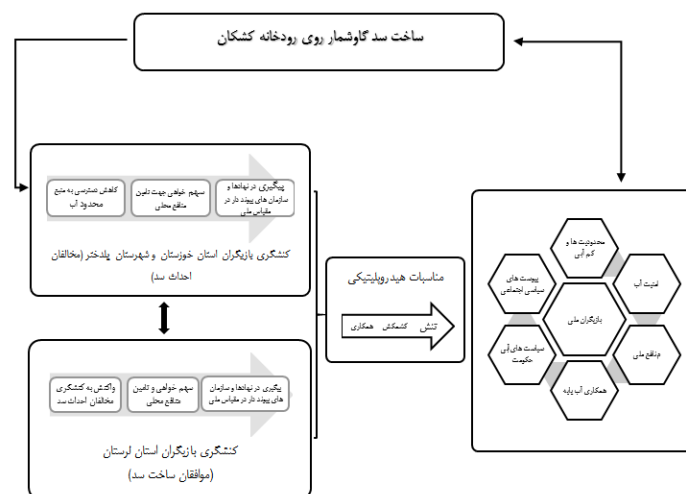 ساخت سد گاوشمار روی رودخانه کشکان
کاهش دسترسی به منبع
محدود آب
سهم خواهی جهت تامین
منافع محلی
پیگیری در نهادها و
سازمان های پیوند دار در
مقیاس ملی
کنشگری بازیگران استان خوزستان و شهرستان پلدختر (مخالفان
احداث سد)
واکنش به کنشگری
مخالفان احداث سد
سهم خواهی و تامین
منافع محلی
پیگیری در نهادها و سازمان
های پیوند دار در مقیاس ملی
کنشگری بازیگران استان لرستان
(موافقان ساخت سد)
مناسبات هیدروپلیتیکی
تنش کشمکش همکاری
محدودیت ها و
کم آبی
پیوست های
سیاسی اجتماعی
امنیت آب
بازیگران ملی
سیاست های آبی
حکومت
منافع ملی
همکاری آب پایه